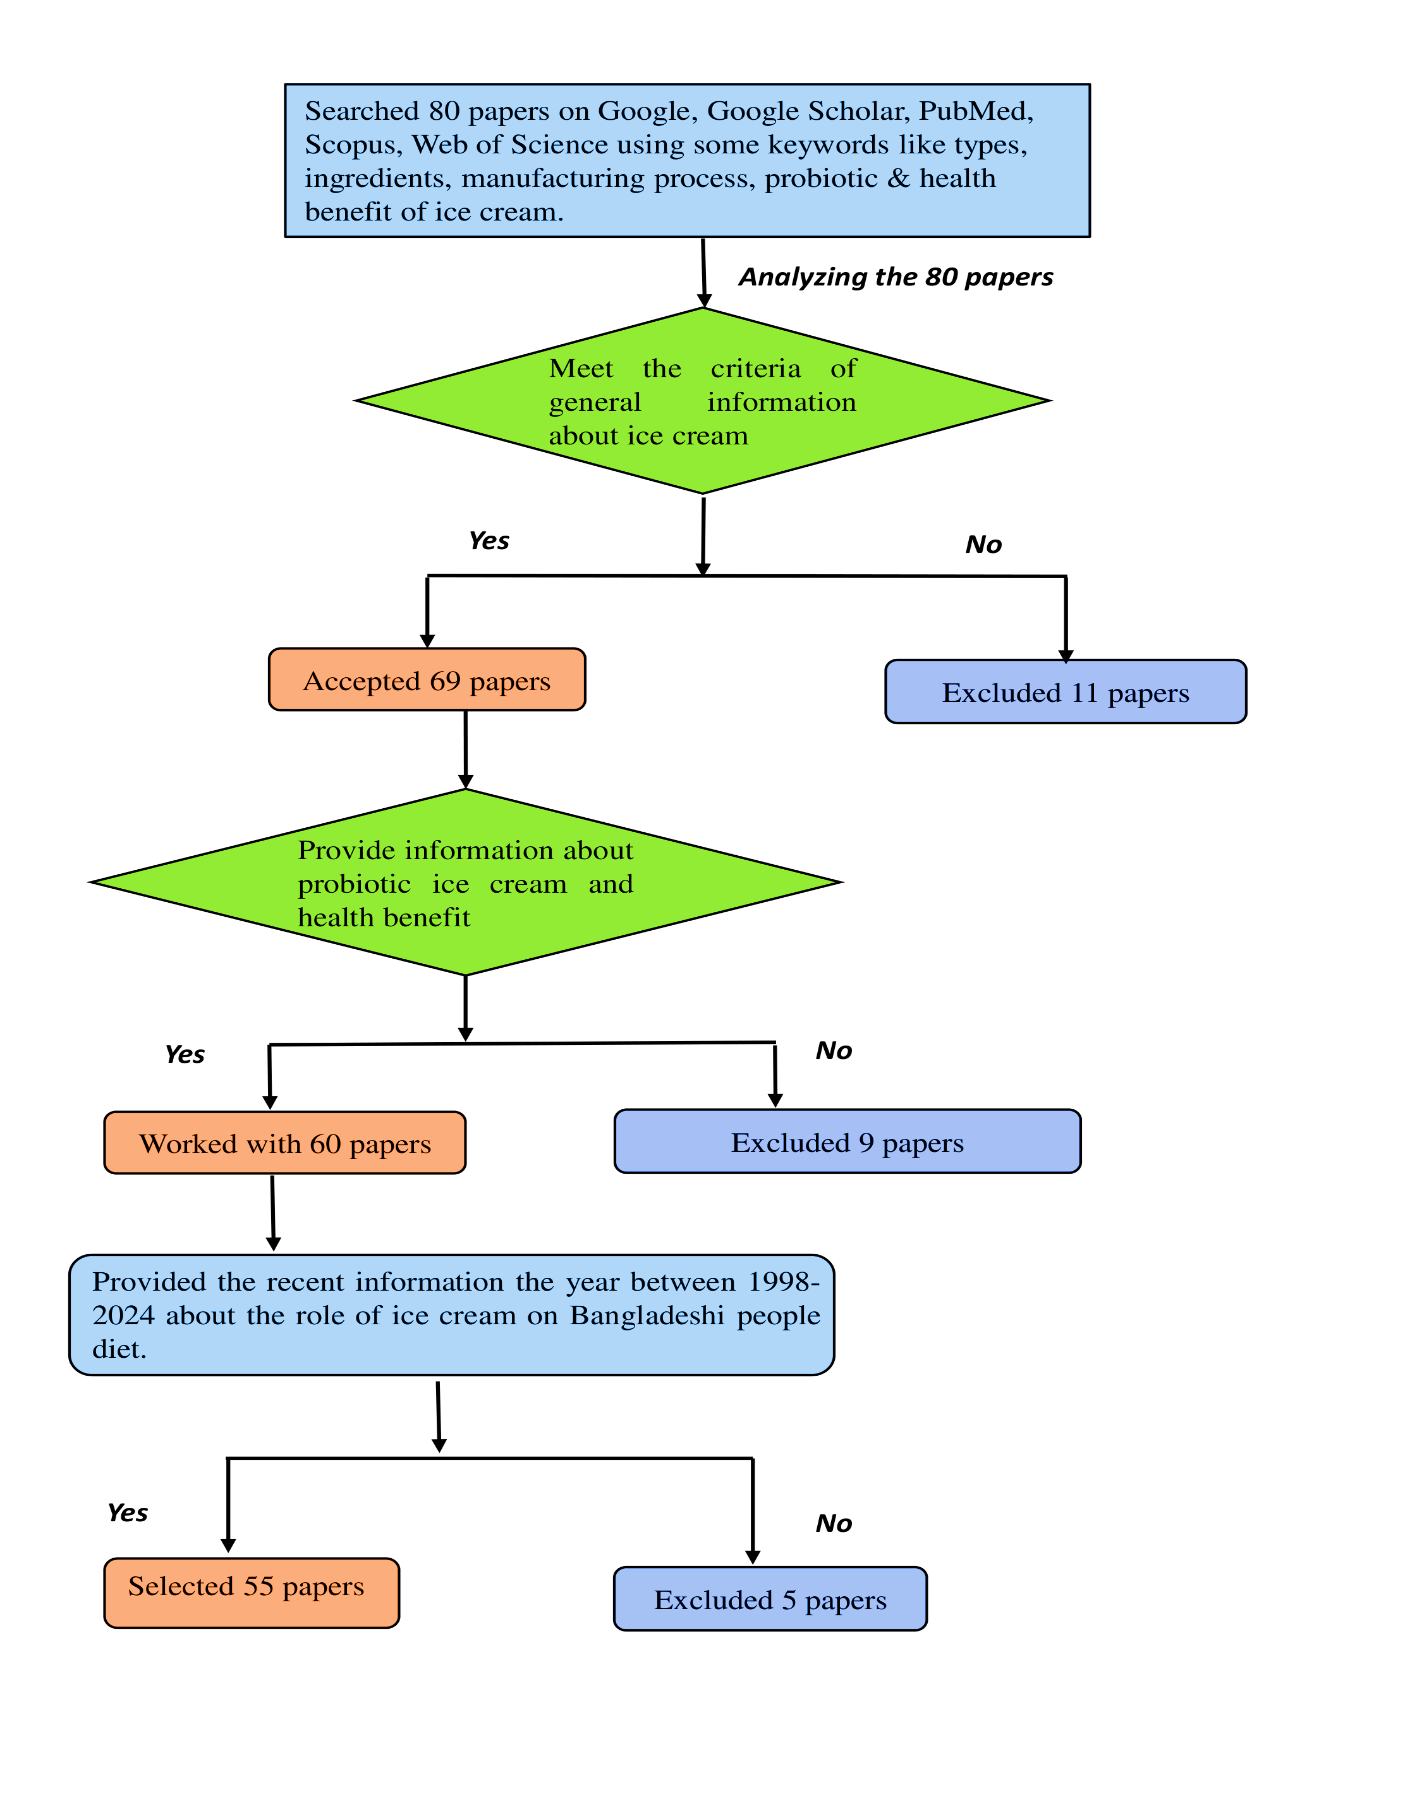 Searched 80 papers on Google, Google Scholar, PubMed,
Scopus, Web of Science using some keywords like types,
ingredients, manufacturing process, probiotic & health
benefit of ice cream.
Analyzing the 80 papers
Meet the criteria of
general information
about ice cream
Yes
No
Accepted 69 papers
Excluded 11 papers
Provide information about
probiotic ice cream and
health benefit
Yes
No
Worked with 60 papers
Excluded 9 papers
Provided the recent information the year between 1998-
2024 about the role of ice cream on Bangladeshi people
diet.
Yes
No
Selected 55 papers
Excluded 5 papers